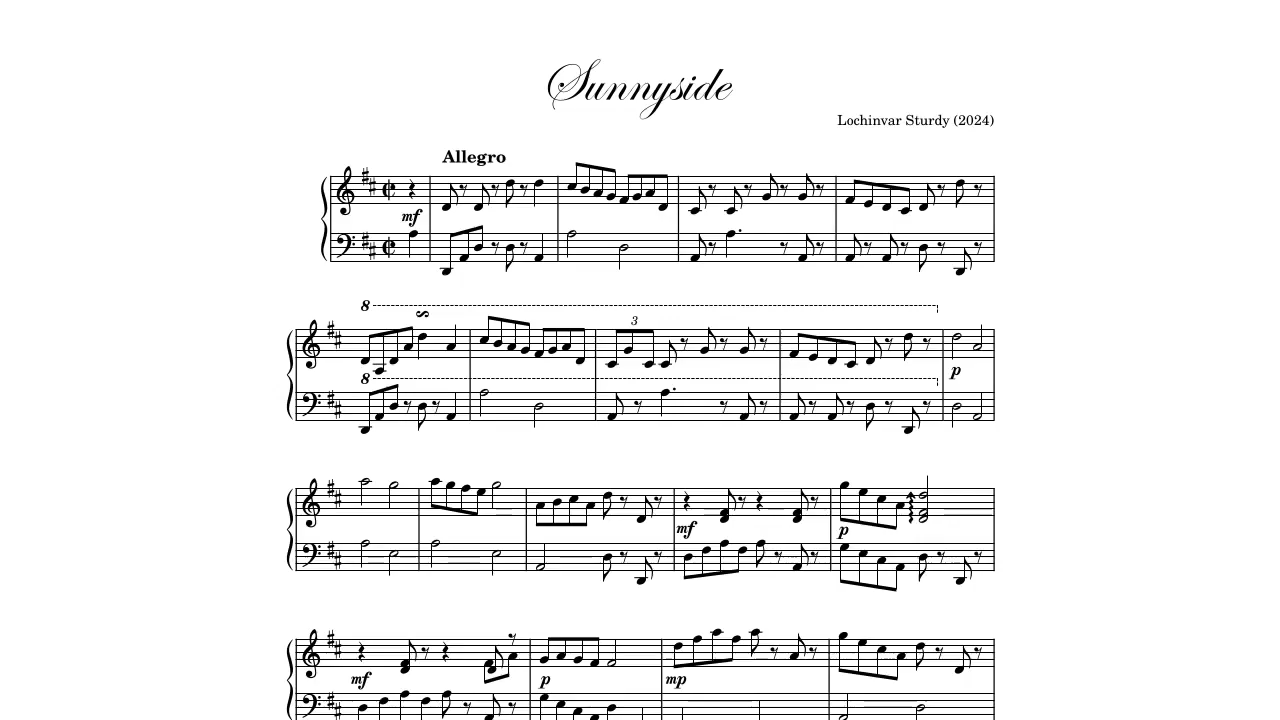 Sunnyside
Lochinvar Sturdy (2024)
Allegro
mf
8
3
8
p
mf
p
mf
p
mp